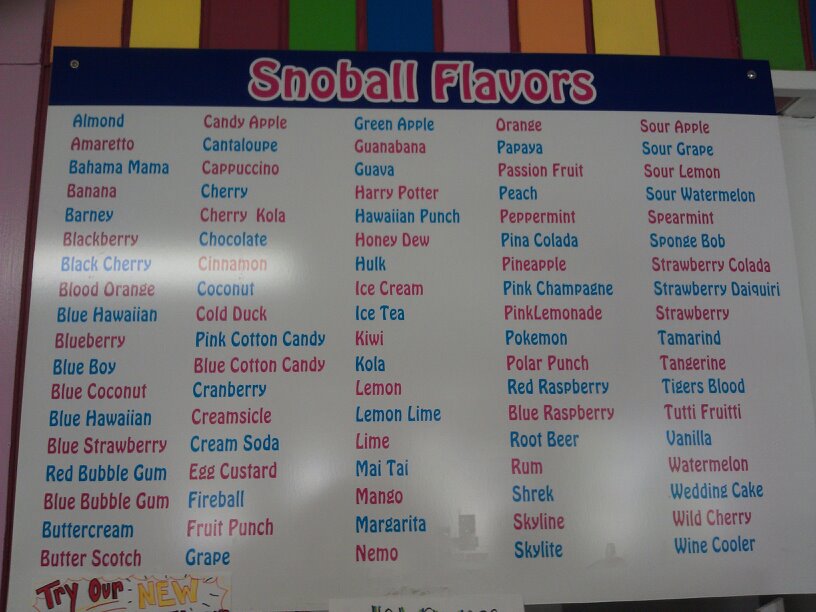 Snoball Flavors
Almond
Amaretto
Bahama Mama
Banana
Barney
Blackberry
Black Cherry
Blood Orange
Blue Hawaiian
Blueberry
Blue Boy
Blue Coconut
Blue Hawaiian
Blue Strawberry
Red Bubble Gum
Blue Bubble Gum
Buttercream
Butter Scotch
Candy Apple
Cantaloupe
Cappuccino
Cherry
Cherry Kola
Chocolate
Cinnamon
Coconut
Cold Duck
Pink Cotton Candy
Blue Cotton Candy
Cranberry
Creamsicle
Cream Soda
Egg Custard
Fireball
Fruit Punch
Grape
Green Apple
Guanabana
Guava
Harry Potter
Hawaiian Punch
Honey Dew
Hulk
Ice Cream
Ice Tea
Kiwi
Kola
Lemon
Lemon Lime
Lime
Mai Tai
Mango
Margarita
Nemo
Orange
Papaya
Passion Fruit
Peach
Peppermint
Pina Colada
Pineapple
Pink Champagne
PinkLemonade
Pokemon
Polar Punch
Red Raspberry
Blue Raspberry
Root Beer
Rum
Shrek
Skyline
Skylite
Sour Apple
Sour Grape
Sour Lemon
Sour Watermelon
Spearmint
Sponge Bob
Strawberry Colada
Strawberry Daiquiri
Strawberry
Tamarind
Tangerine
Tigers Blood
Tutti Fruitti
Vanilla
Watermelon
Wedding Cake
Wild Cherry
Wine Cooler
Try Our NEW